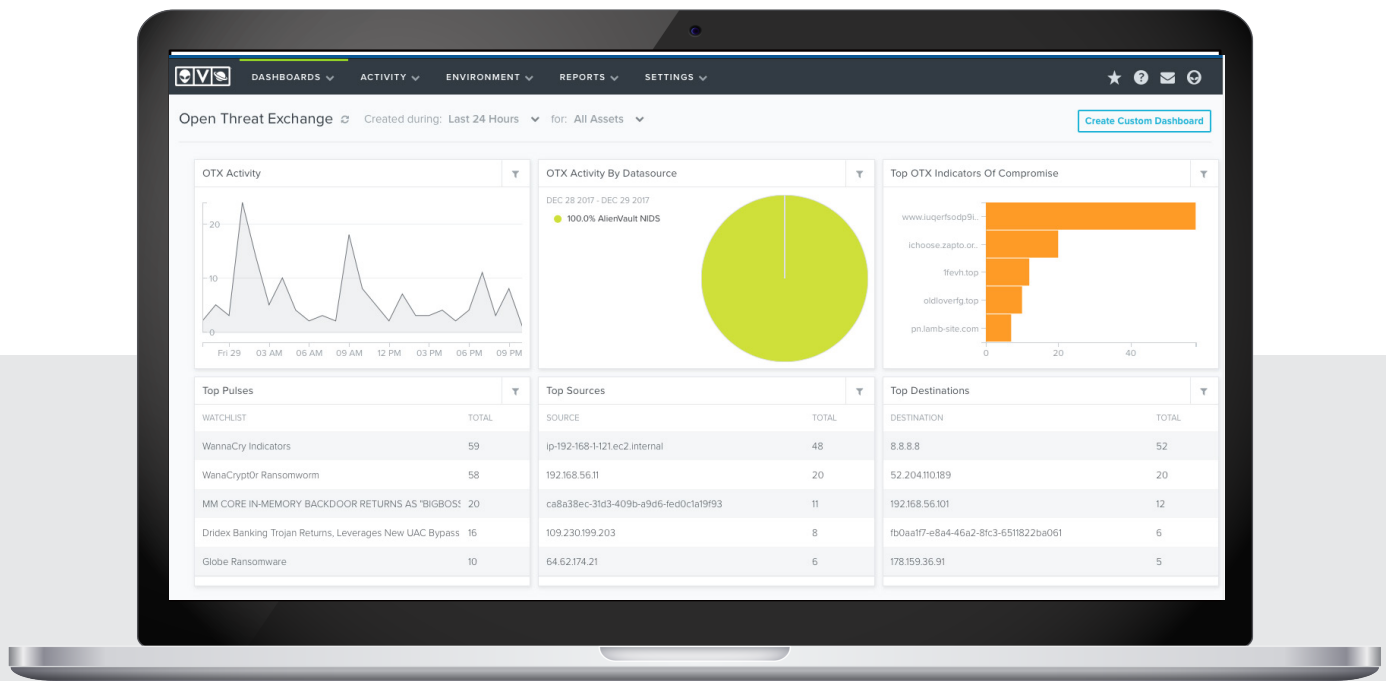 V
DASHBOARDS ACTIVITY ENVIRONMENT REPORTS SETTINGS
Open Threat Exchange Created during: Last 24 Hours for: All Assets Create Custom Dashboard
OTX Activity
20
10
0
Fri 29 03 AM 06 AM 09 AM 12 PM 03 PM 06 PM 09 PM
OTX Activity By Datasource
DEC 28 2017 - DEC 29 2017
100.0% AlienVault NIDS
Top OTX Indicators Of Compromise
www.iuqerfsodp9i..
ichoose.zapto.or..
1fevh.top
oldloverfg.top
pn.lamb-site.com
0 20 40
Top Pulses
WATCHLIST TOTAL
WannaCry Indicators 59
WanaCrypt0r Ransomworm 58
MM CORE IN-MEMORY BACKDOOR RETURNS AS "BIGBOSS 20
Dridex Banking Trojan Returns, Leverages New UAC Bypass 16
Globe Ransomware 10
Top Sources
SOURCE TOTAL
ip-192-168-1-121.ec2.internal 48
192.168.56.11 20
ca8a38ec-31d3-409b-a9d6-fed0c1a19f93 11
109.230.199.203 8
64.62.174.21 6
Top Destinations
DESTINATION TOTAL
8.8.8.8 52
52.204.110.189 20
192.168.56.101 12
fb0aa1f7-e8a4-46a2-8fc3-6511822ba061 6
178.159.36.91 5